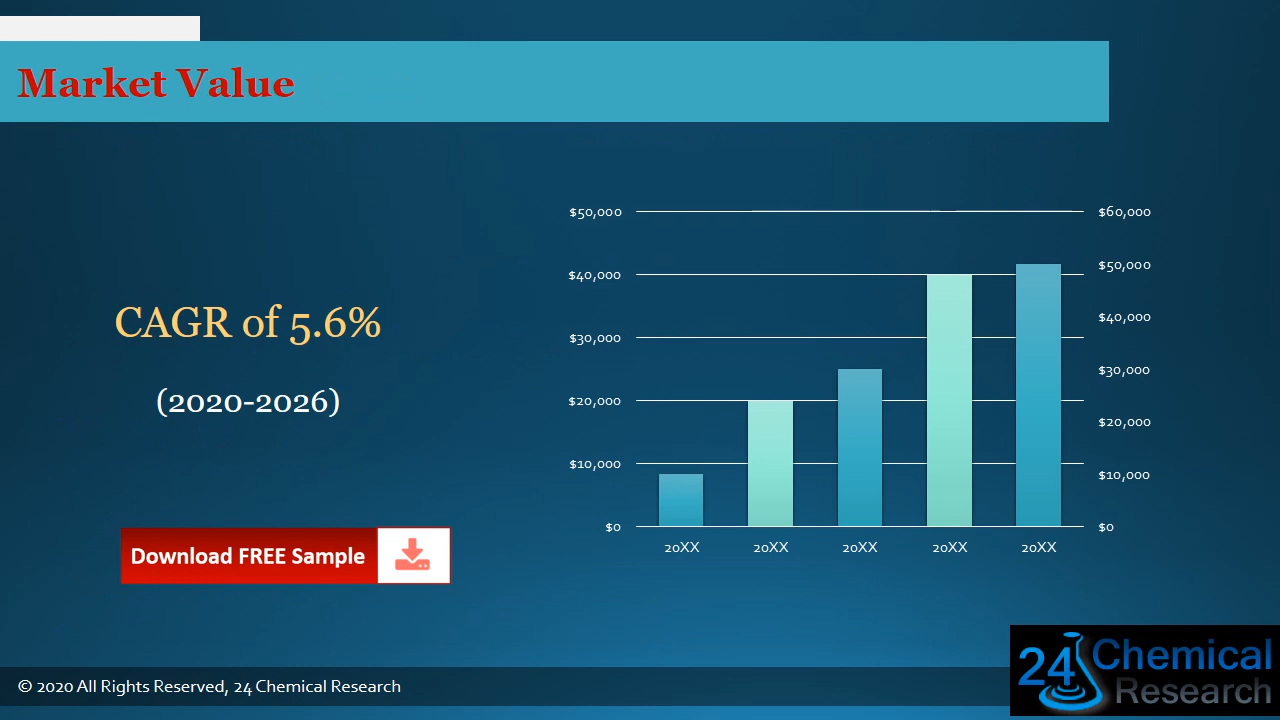 Market Value
CAGR of 5.6%
(2020-2026)
Download FREE Sample
$50,000
$40,000
$30,000
$20,000
$10,000
$0
$60,000
$50,000
$40,000
$30,000
$20,000
$10,000
$0
20XX 20XX 20XX 20XX 20XX
© 2020 All Rights Reserved, 24 Chemical Research
24 Chemical
Research